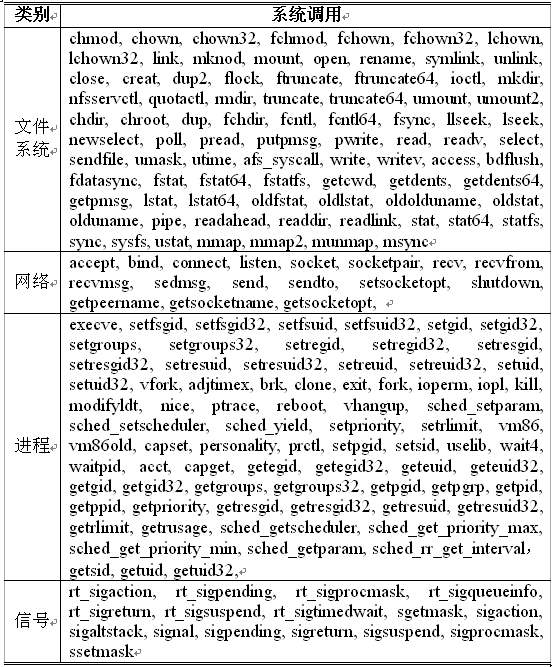 类别 系统调用
chmod, chown, chown32, fchmod, fchown, fchown32, lchown,
lchown32, link, mknod, mount, open, rename, symlink, unlink,
close, creat, dup2, flock, ftruncate, ftruncate64, ioctl, mkdir,
nfsservctl, quotactl, rmdir, truncate, truncate64, umount, umount2,
chdir, chroot, dup, fchdir, fcntl, fcntl64, fsync, llseek, lseek,
文件系统
newselect, poll, pread, putpmsg, pwrite, read, readv, select,
sendfile, umask, utime, afs_syscall, write, writev, access, bdflush,
fdatasync, fstat, fstat64, fstatfs, getcwd, getdents, getdents64,
getpmsg, lstat, lstat64, oldfstat, oldlstat, oldolduname, oldstat,
olduname, pipe, readahead, readdir, readlink, stat, stat64, statfs,
sync, sysfs, ustat, mmap, mmap2, munmap, msync
网络
accept, bind, connect, listen, socket, socketpair, recv, recvfrom,
recvmsg, sedmsg, send, sendto, setsocketopt, shutdown,
getpeername, getsocketname, getsocketopt,
进程
execve, setfsgid, setfsgid32, setfsuid, setfsuid32, setgid, setgid32,
setgroups, setgroups32, setregid, setregid32, setresgid,
setresgid32, setresuid, setresuid32, setreuid, setreuid32, setuid,
setuid32, vfork, adjtimex, brk, clone, exit, fork, ioperm, iopl, kill,
modifyldt, nice, ptrace, reboot, vhangup, sched_setparam,
sched_setscheduler, sched_yield, setpriority, setrlimit, vm86,
vm86old, capset, personality, prctl, setpgid, setsid, uselib, wait4,
waitpid, acct, capget, getegid, getegid32, geteuid, geteuid32,
getgid, getgid32, getgroups, getgroups32, getpgid, getpgrp, getpid,
getppid, getpriority, getresgid, getresgid32, getresuid, getresuid32,
getrlimit, getrusage, sched_getscheduler, sched_get_priority_max,
sched_get_priority_min, sched_getparam, sched_rr_get_interval，
getsid, getuid, getuid32,
信号
rt_sigaction, rt_sigpending, rt_sigprocmask, rt_sigqueueinfo,
rt_sigreturn, rt_sigsuspend, rt_sigtimedwait, sgetmask, sigaction,
sigaltstack, signal, sigpending, sigreturn, sigsuspend, sigprocmask,
ssetmask